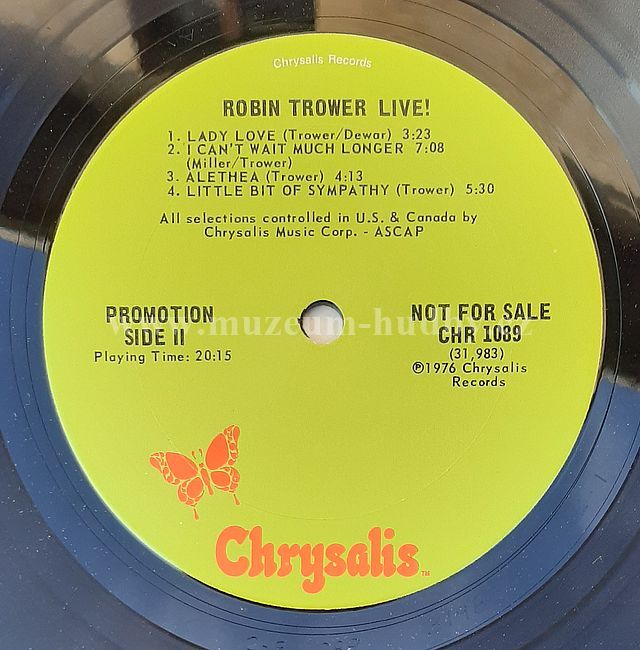 Chrysalis Records
ROBIN TROWER LIVE!
1. LADY LOVE (Trower/Dewar) 3:23
2. I CAN'T WAIT MUCH LONGER 7:08
(Miller/Trower)
3. ALETHEA (Trower) 4:13
4. LITTLE BIT OF SYMPATHY (Trower) 5:30
All selections controlled in U.S. & Canada by
Chrysalis Music Corp. - ASCAP
PROMOTION
SIDE II
Playing Time: 20:15
NOT FOR SALE
CHR 1089
(31,983)
℗1976 Chrysalis
Records
www.muzeum-hudby.cz
Chrysalis TM